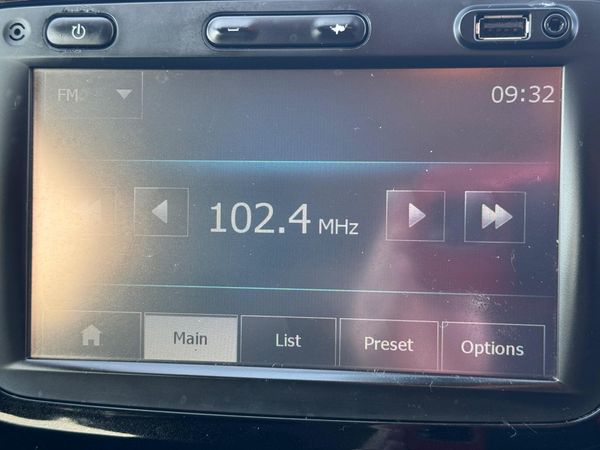 FM
09:32
102.4 MHz
Main
List
Preset
Options